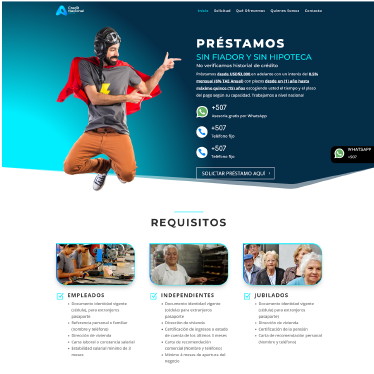 Credit
Nacional
Inicio Solicitud Qué Ofrecemos Quienes Somos Contacto
PRÉSTAMOS
SIN FIADOR Y SIN HIPOTECA
No verificamos historial de crédito
Préstamos desde USD$3,000 en adelante con un interés del 0.5%
mensual (6% TAE Anual) con plazo desde un (1) año hasta
máximo quince (15) años escogiendo usted el tiempo y el plazo
del pago según su capacidad. Trabajamos a nivel nacional
+507
Asesoría gratis por WhatsApp
+507
Teléfono fijo
+507
Teléfono fijo
WHATSAPP
+507
SOLICITAR PRÉSTAMO AQUÍ
REQUISITOS
EMPLEADOS
Documento identidad vigente
(cédula), para extranjeros
pasaporte
Referencia personal o familiar
(nombre y teléfono)
Dirección de vivienda
Carta laboral o constancia salarial
Estabilidad laboral mínimo de 3
meses
INDEPENDIENTES
Documento identidad vigente
(cédula) para extranjeros
pasaporte
Dirección de vivienda
Certificación de ingresos o estado
de cuenta de los últimos 3 meses
Carta de recomendación
comercial (Nombre y teléfono)
Mínimo 6 meses de apertura del
negocio
JUBILADOS
Documento identidad vigente
(cédula) para extranjeros
pasaporte
Dirección de vivienda
Certificación de la pensión
Carta de recomendación personal
(Nombre y teléfono)